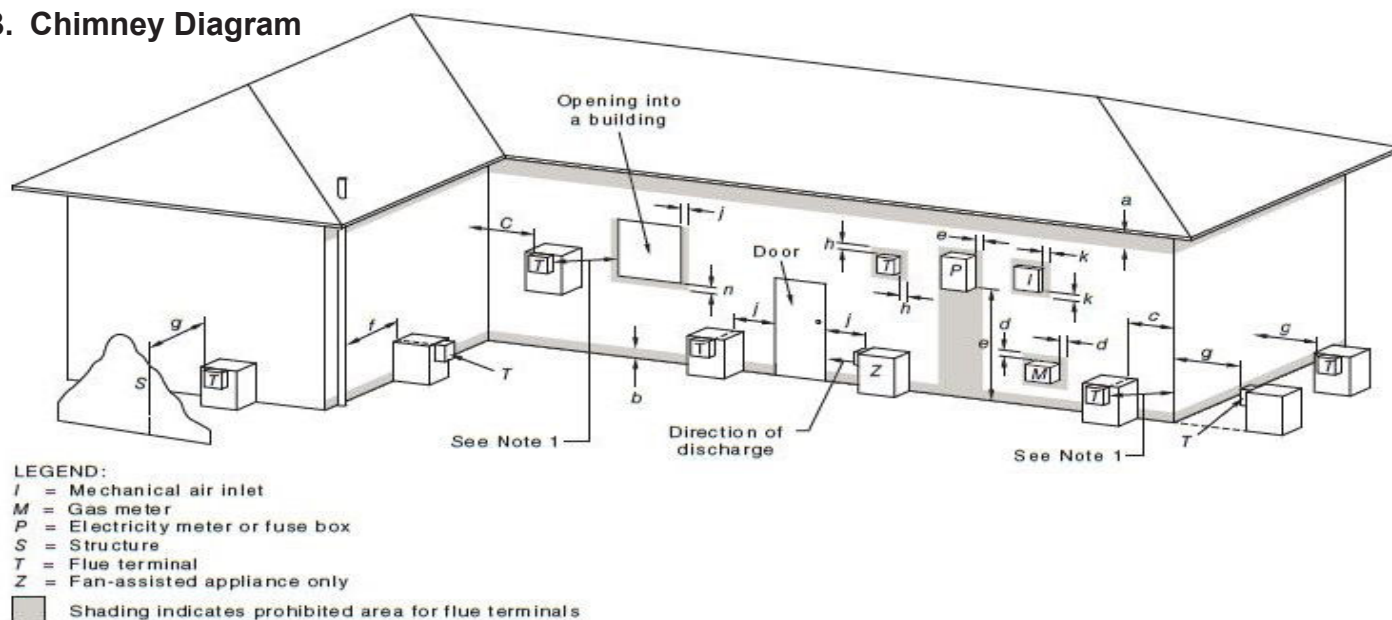 3. Chimney Diagram
Opening into
a building
a
j
C
T
n
h
T
h
e
P
k
I
k
Door
j
j
g
f
S
T
T
T
b
Z
e
d
d
M
c
g
g
T
T
T
See Note 1
Direction of
discharge
See Note 1
LEGEND:
I = Mechanical air inlet
M = Gas meter
P = Electricity meter or fuse box
S = Structure
T = Flue terminal
Z = Fan-assisted appliance only
Shading indicates prohibited area for flue terminals